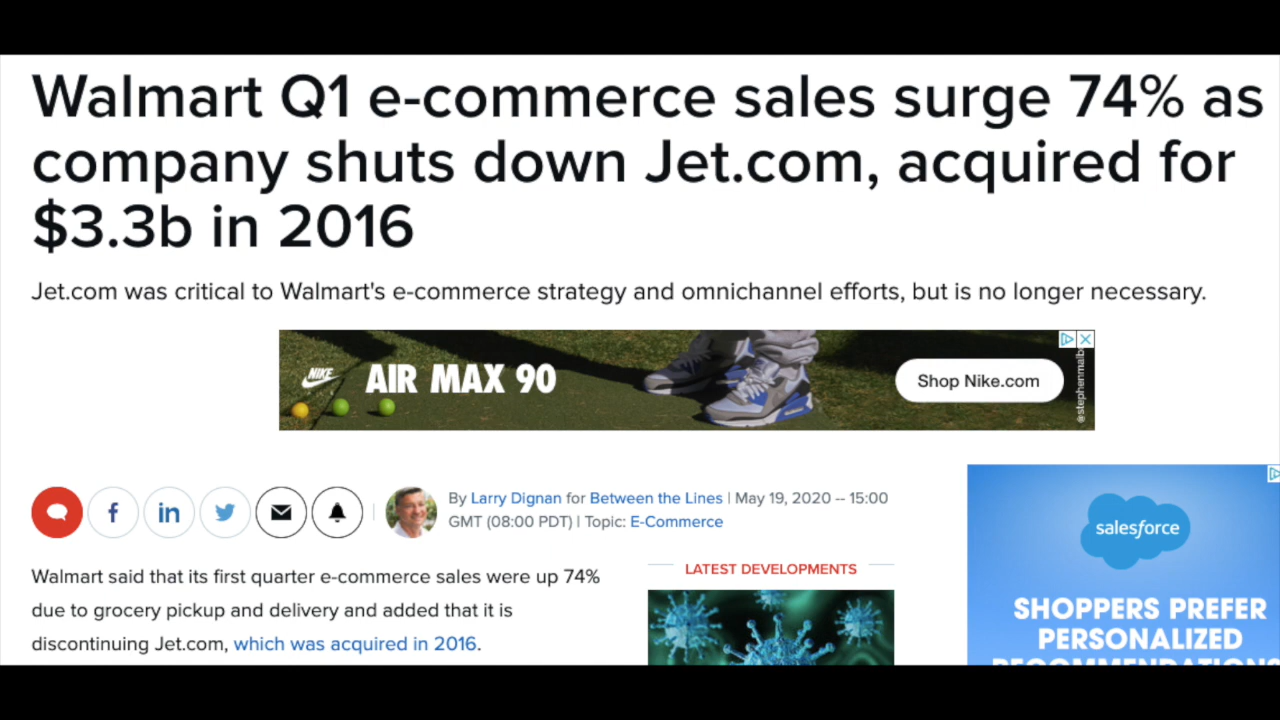 Walmart Q1 e-commerce sales surge 74% as
company shuts down Jet.com, acquired for
$3.3b in 2016
Jet.com was critical to Walmart's e-commerce strategy and omnichannel efforts, but is no longer necessary.
NIKE
AIR MAX 90
Shop Nike.com
@stephenmalb
By Larry Dignan for Between the Lines | May 19, 2020 -- 15:00
GMT (08:00 PDT) | Topic: E-Commerce
Walmart said that its first quarter e-commerce sales were up 74%
due to grocery pickup and delivery and added that it is
discontinuing Jet.com, which was acquired in 2016.
LATEST DEVELOPMENTS
salesforce
SHOPPERS PREFER
PERSONALIZED
RECOMMENDATIONS